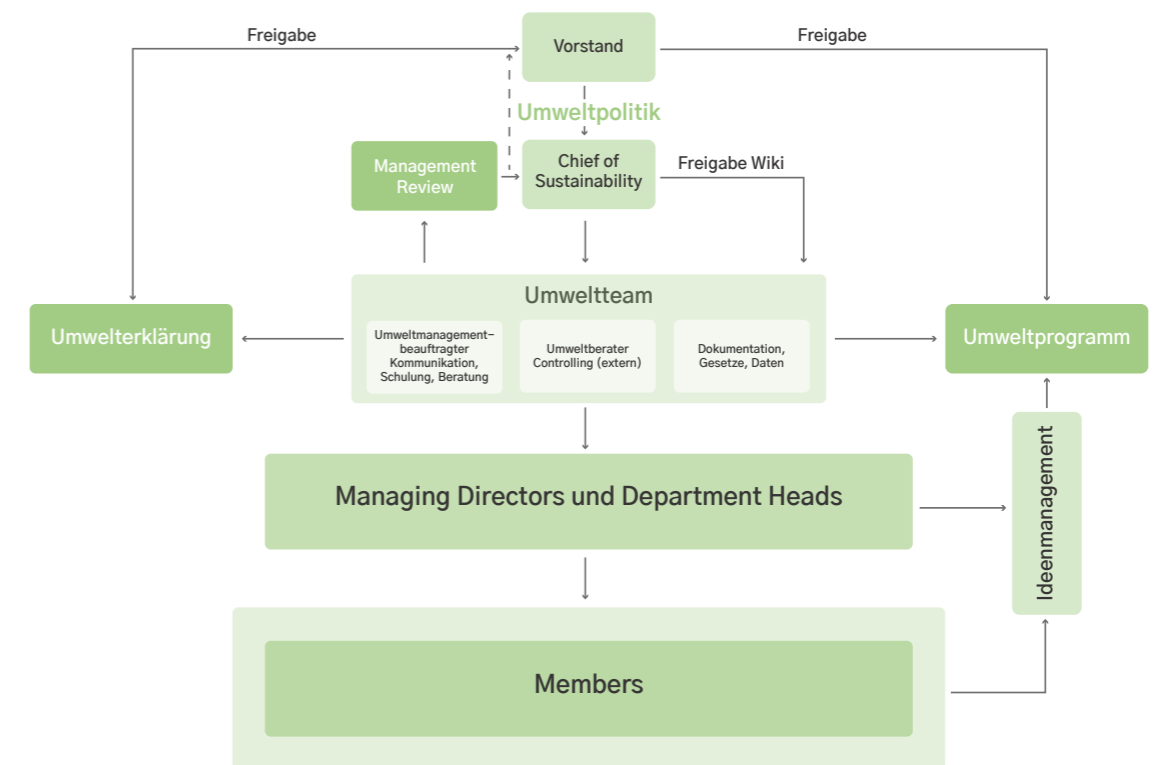 Freigabe
Vorstand
Freigabe
Umweltpolitik
Management
Review
Chief of
Sustainability
Freigabe Wiki
Umweltteam
Umwelterklärung
Umweltmanagement–
beauftragter
Kommunikation,
Schulung, Beratung
Umweltberater
Controlling (extern)
Dokumentation,
Gesetze, Daten
Umweltprogramm
Managing Directors und Department Heads
Ideenmanagement
Members